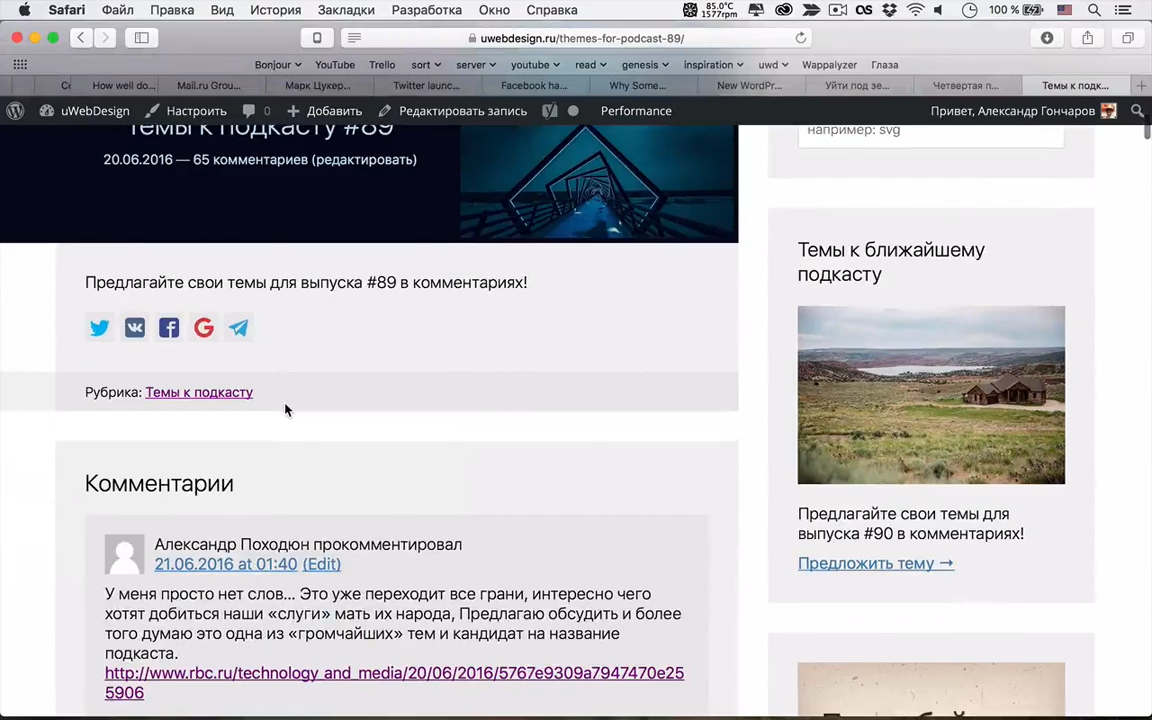 Safari Файл Правка Вид История Закладки Разработка Окно Справка 85.0°C 1577rpm 100 %
uwebdesign.ru/themes-for-podcast-89/
Bonjour YouTube Trello sort server youtube read genesis inspiration uwd Wappalyzer Глаза
How well do... Mail.ru Grou... Марк Цукер... Twitter launc... Facebook ha... Why Some... New WordPr... Уйти под зе... Четвертая п... Темы к подк...
uWebDesign Настроить 0 Добавить Редактировать запись Performance Привет, Александр Гончаров
Темы к подкасту #89
20.06.2016 — 65 комментариев (редактировать)
Предлагайте свои темы для выпуска #89 в комментариях!
Рубрика: Темы к подкасту
Комментарии
Александр Походюн прокомментировал
21.06.2016 at 01:40 (Edit)
У меня просто нет слов... Это уже переходит все грани, интересно чего
хотят добиться наши «слуги» мать их народа, Предлагаю обсудить и более
того думаю это одна из «громчайших» тем и кандидат на название
подкаста.
http://www.rbc.ru/technology_and_media/20/06/2016/5767e9309a7947470e25
5906
например: svg
Темы к ближайшему
подкасту
Предлагайте свои темы для
выпуска #90 в комментариях!
Предложить тему →